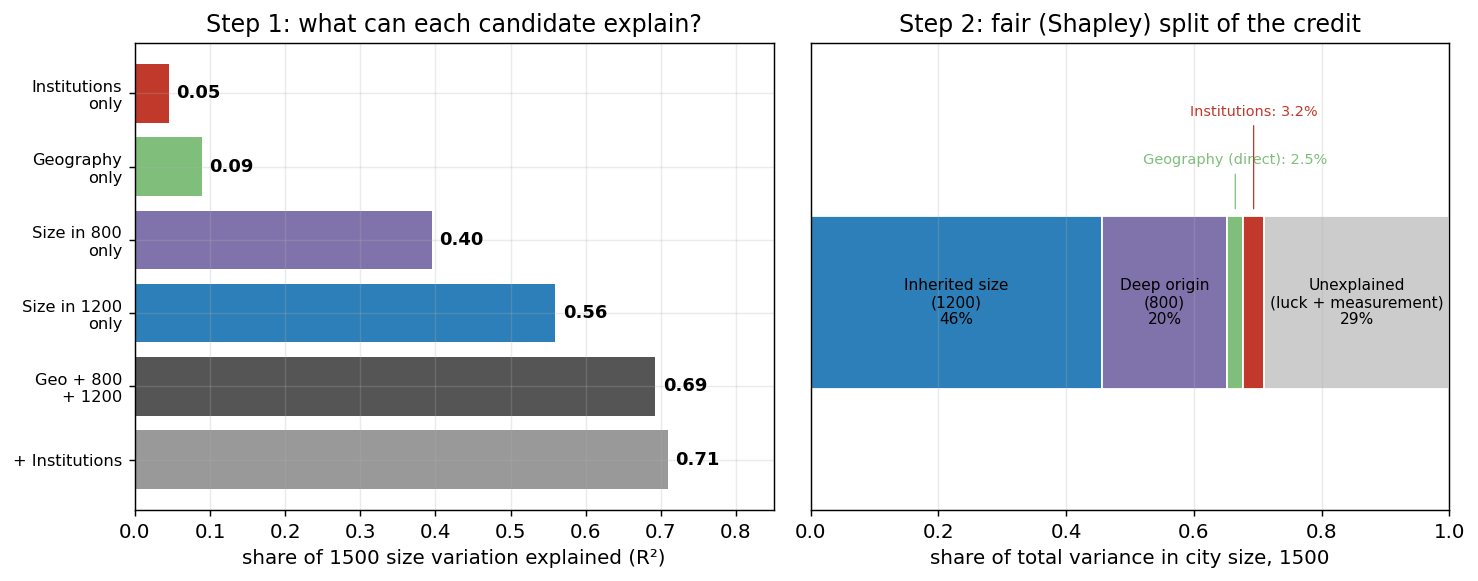 Step 1: what can each candidate explain?
Institutions
only
0.05
Geography
only
0.09
Size in 800
only
0.40
Size in 1200
only
0.56
Geo + 800
+ 1200
0.69
+ Institutions
0.71
0.0 0.1 0.2 0.3 0.4 0.5 0.6 0.7 0.8
share of 1500 size variation explained (R²)
Step 2: fair (Shapley) split of the credit
Institutions: 3.2%
Geography (direct): 2.5%
Inherited size
(1200)
46%
Deep origin
(800)
20%
Unexplained
(luck + measurement)
29%
0.0 0.2 0.4 0.6 0.8 1.0
share of total variance in city size, 1500